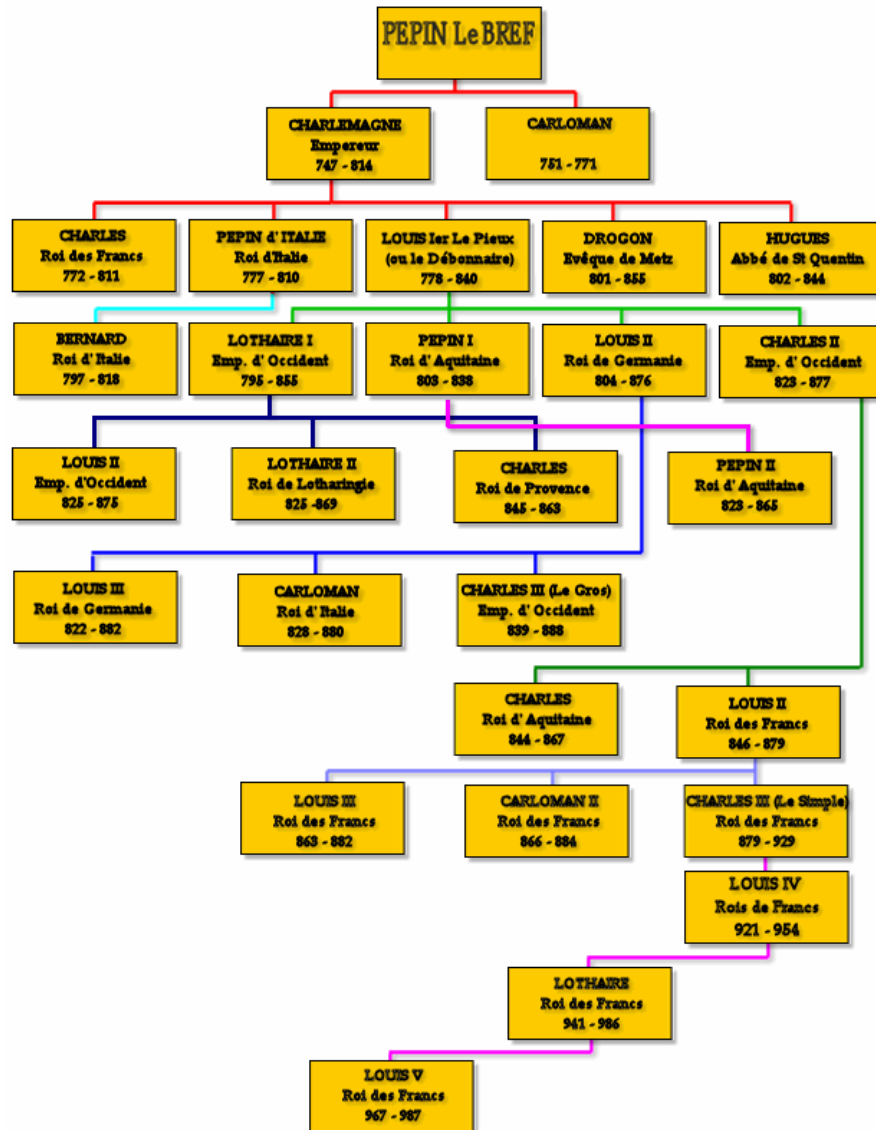 PEPIN Le BREF
CHARLEMAGNE
Empereur
747 - 814
CARLOMAN
751 - 771
CHARLES
Roi des Francs
772 - 811
PEPIN d' ITALIE
Roi d'Italie
777 - 810
LOUIS Ier Le Pieux
(ou le Débonnaire)
778 - 840
DROGON
Evêque de Metz
801 - 855
HUGUES
Abbé de St Quentin
802 - 844
BERNARD
Roi d' Italie
797 - 818
LOTHAIRE I
Emp. d' Occident
795 - 855
PEPIN I
Roi d' Aquitaine
803 - 838
LOUIS II
Roi de Germanie
804 - 876
CHARLES II
Emp. d' Occident
823 - 877
LOUIS II
Emp. d'Occident
825 - 875
LOTHAIRE II
Roi de Lotharingie
825 -869
CHARLES
Roi de Provence
845 - 863
PEPIN II
Roi d' Aquitaine
823 - 865
LOUIS III
Roi de Germanie
822 - 882
CARLOMAN
Roi d' Italie
828 - 880
CHARLES III (Le Gros)
Emp. d' Occident
839 - 888
CHARLES
Roi d' Aquitaine
844 - 867
LOUIS II
Roi des Francs
846 - 879
LOUIS III
Roi des Francs
863 - 882
CARLOMAN II
Roi des Francs
866 - 884
CHARLES III (Le Simple)
Roi des Francs
879 - 929
LOUIS IV
Rois de Francs
921 - 954
LOTHAIRE
Roi des Francs
941 - 986
LOUIS V
Roi des Francs
967 - 987